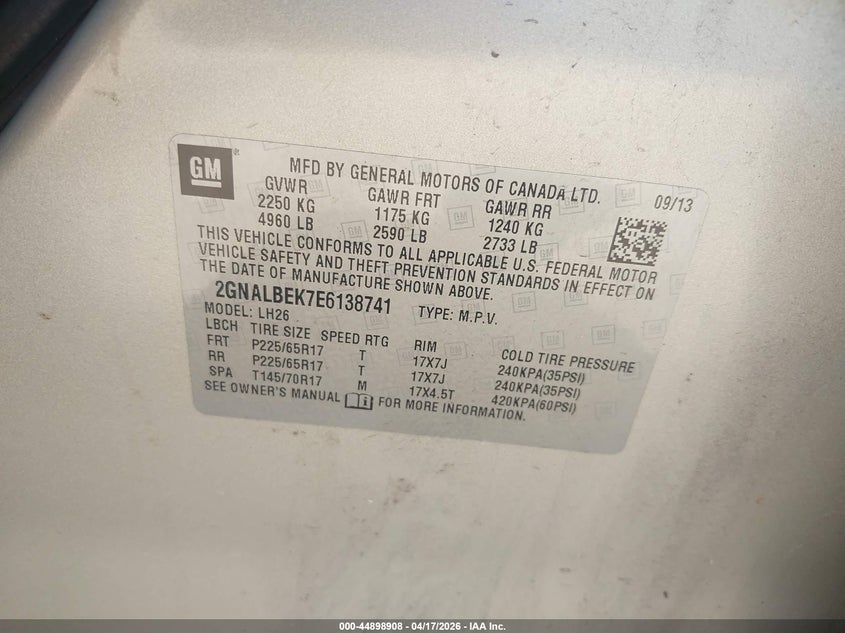 GM
MFD BY GENERAL MOTORS OF CANADA LTD. 09/13
GVWR GAWR FRT GAWR RR
2250 KG 1175 KG 1240 KG
4960 LB 2590 LB 2733 LB
THIS VEHICLE CONFORMS TO ALL APPLICABLE U.S. FEDERAL MOTOR
VEHICLE SAFETY AND THEFT PREVENTION STANDARDS IN EFFECT ON
THE DATE OF MANUFACTURE SHOWN ABOVE.
2GNALBEK7E6138741 TYPE: M.P.V.
MODEL: LH26
LBCH TIRE SIZE SPEED RTG RIM COLD TIRE PRESSURE
FRT P225/65R17 T 17X7J 240KPA(35PSI)
RR P225/65R17 T 17X7J 240KPA(35PSI)
SPA T145/70R17 M 17X4.5T 420KPA(60PSI)
SEE OWNER'S MANUAL FOR MORE INFORMATION.
000-44898908 - 04/17/2026 - IAA Inc.